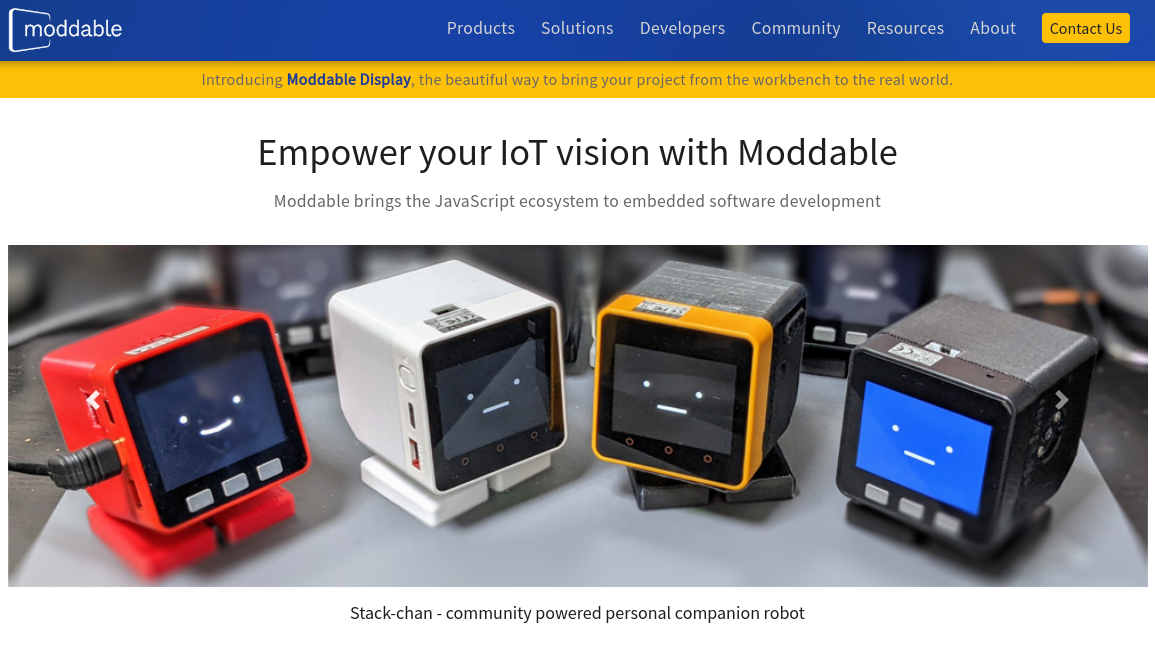 moddable
Products Solutions Developers Community Resources About Contact Us
Introducing Moddable Display, the beautiful way to bring your project from the workbench to the real world.
Empower your IoT vision with Moddable
Moddable brings the JavaScript ecosystem to embedded software development
Stack-chan - community powered personal companion robot